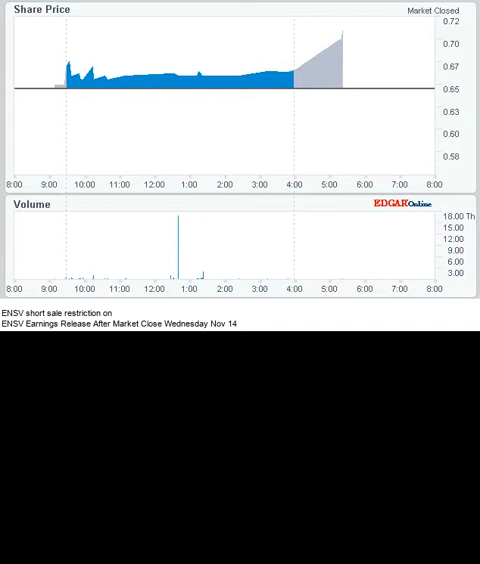 Share Price
Market Closed
0.72
0.70
0.67
0.65
0.63
0.60
0.58
8:00 9:00 10:00 11:00 12:00 1:00 2:00 3:00 4:00 5:00 6:00 7:00 8:00
Volume
EDGAROnline
18.00 Th
15.00
12.00
9.00
6.00
3.00
8:00 9:00 10:00 11:00 12:00 1:00 2:00 3:00 4:00 5:00 6:00 7:00 8:00
ENSV short sale restriction on
ENSV Earnings Release After Market Close Wednesday Nov 14